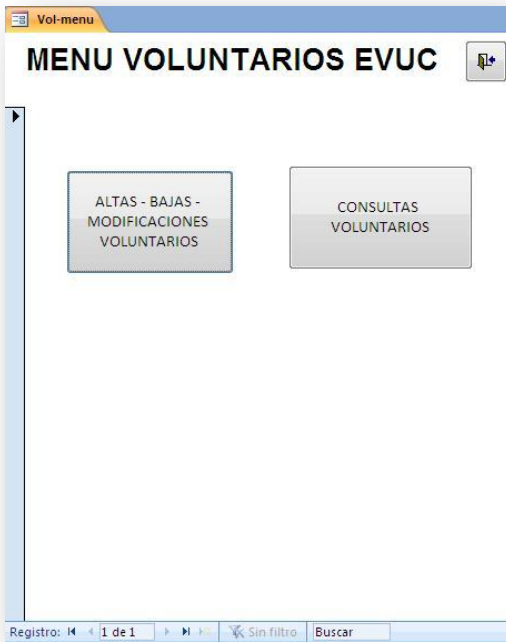 Vol-menu
MENU VOLUNTARIOS EVUC
ALTAS - BAJAS -
MODIFICACIONES
VOLUNTARIOS
CONSULTAS
VOLUNTARIOS
Registro: 1 de 1 Sin filtro Buscar